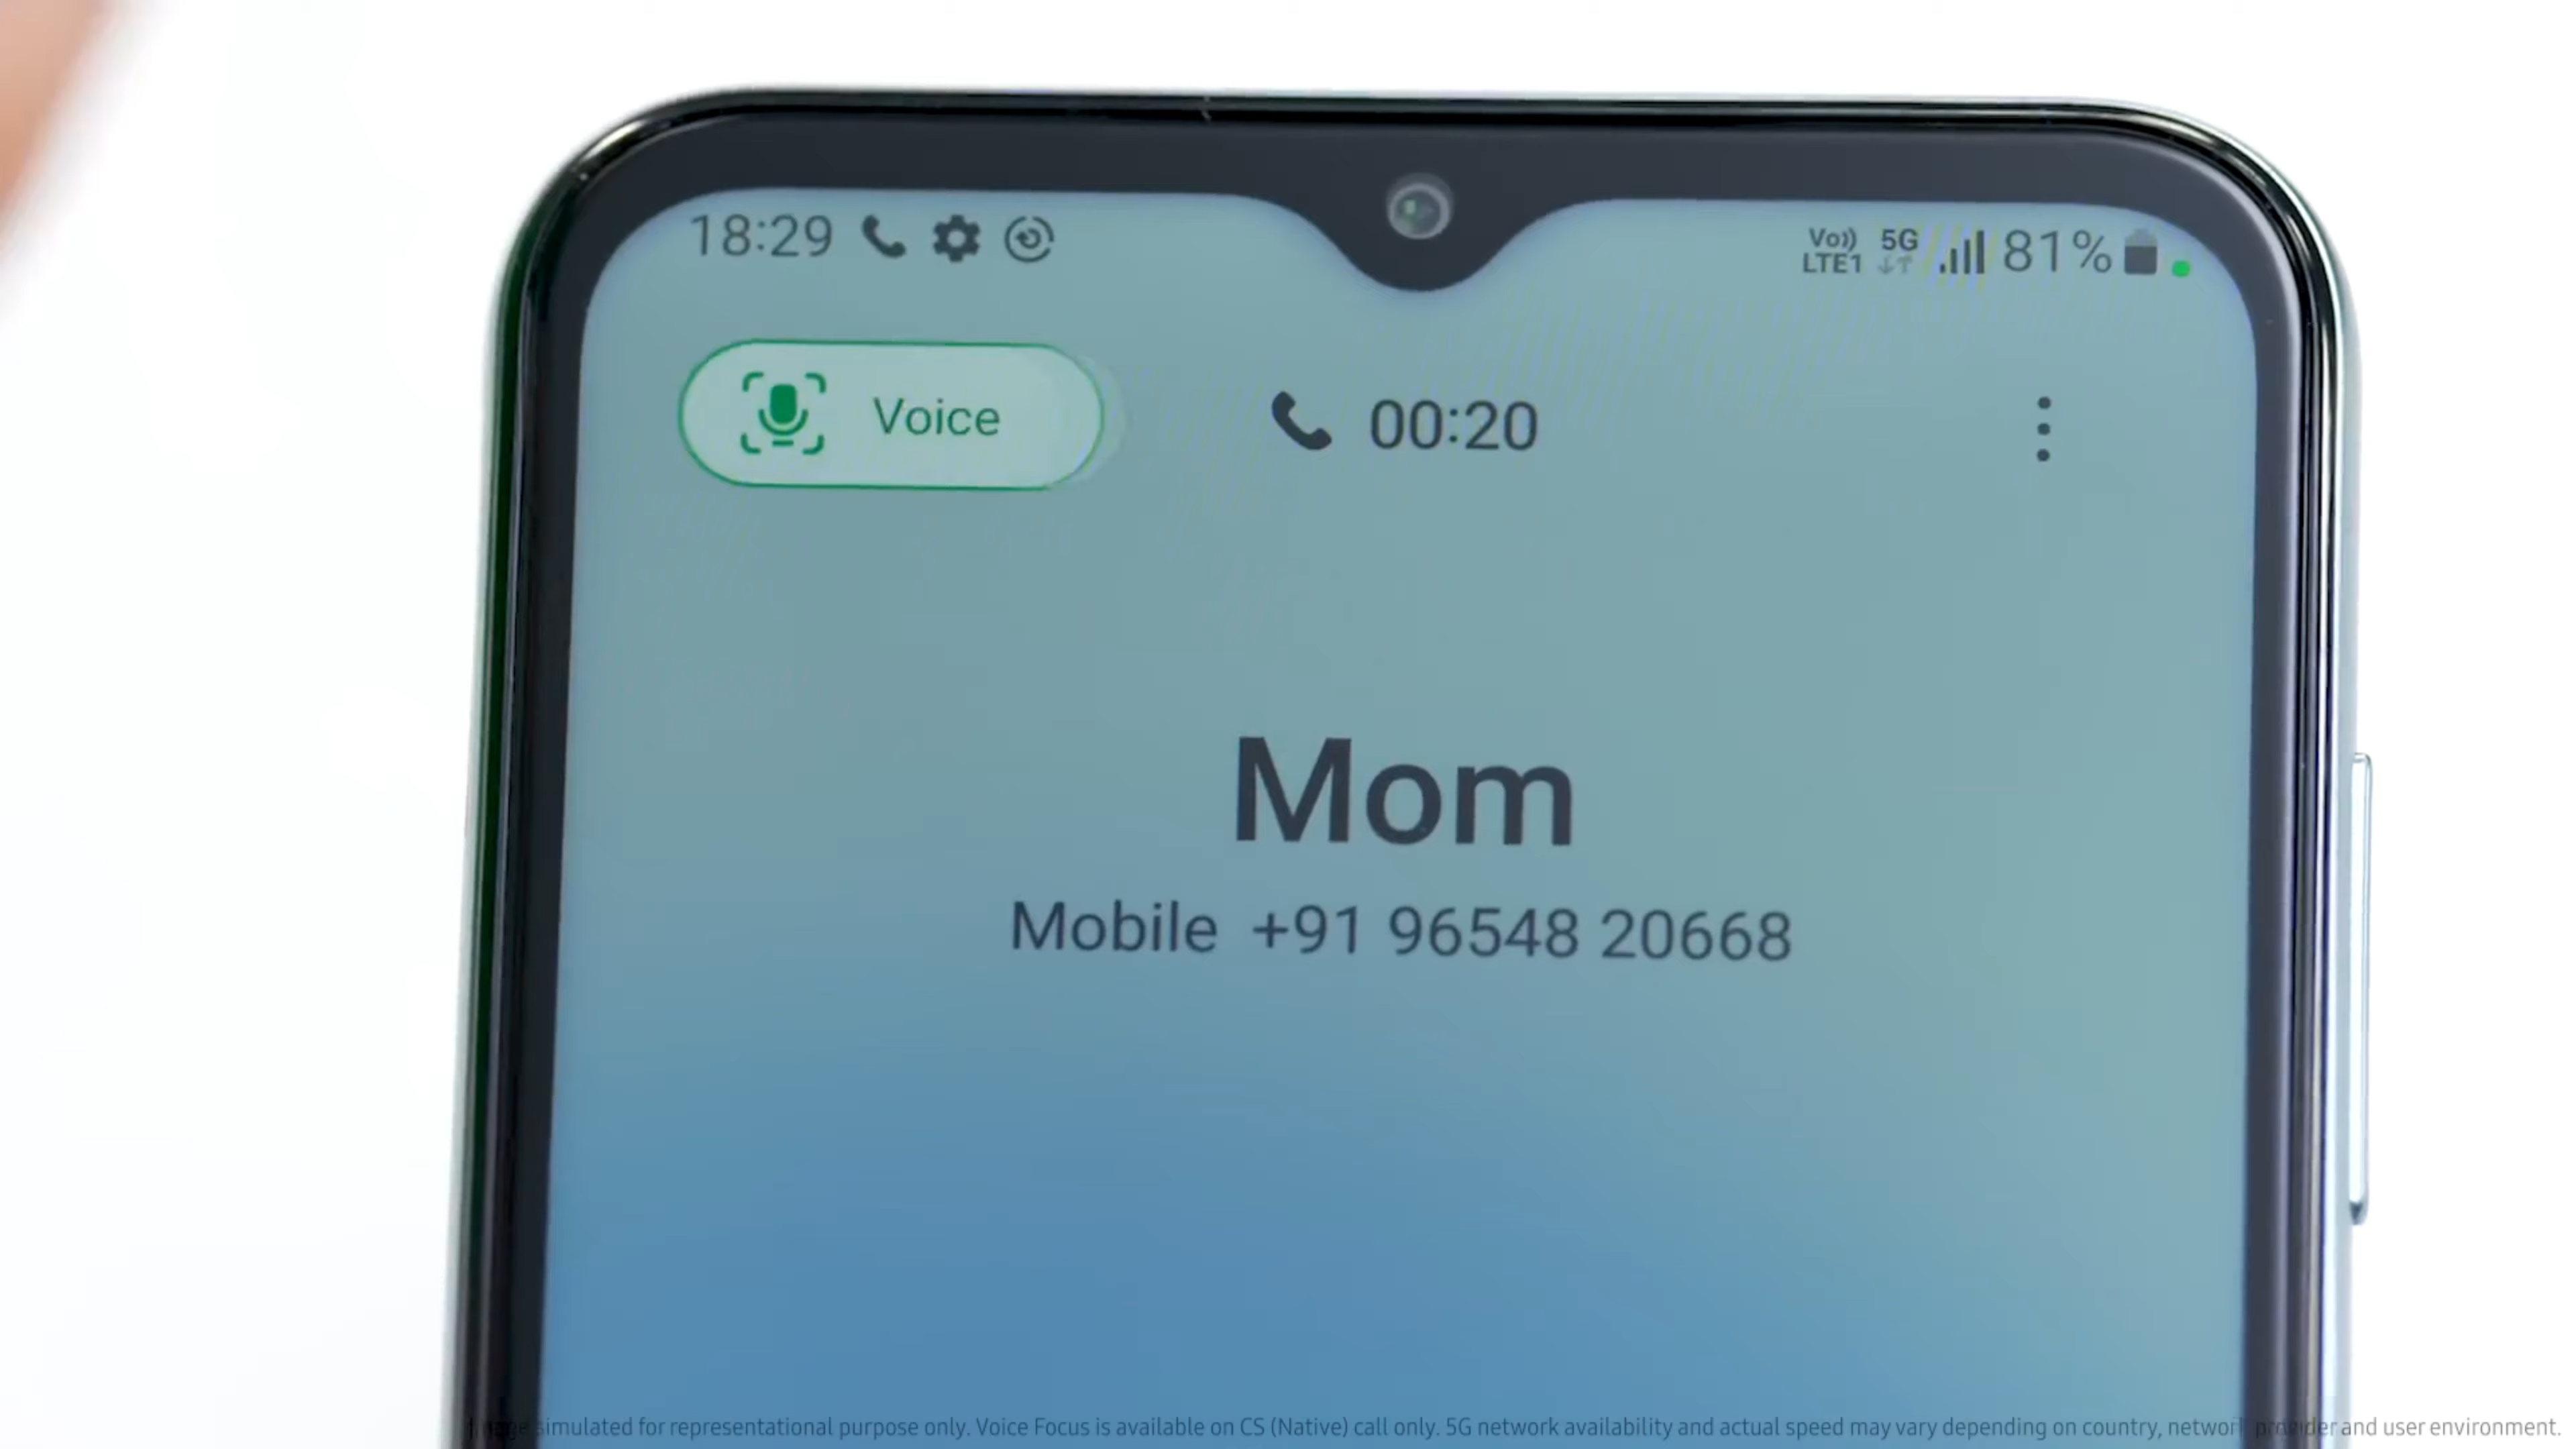 18:29
Vo)) LTE1 5G 81%
Voice
00:20
Mom
Mobile +91 96548 20668
simulated for representational purpose only. Voice Focus is available on CS (Native) call only. 5G network availability and actual speed may vary depending on country, network provider and user environment.